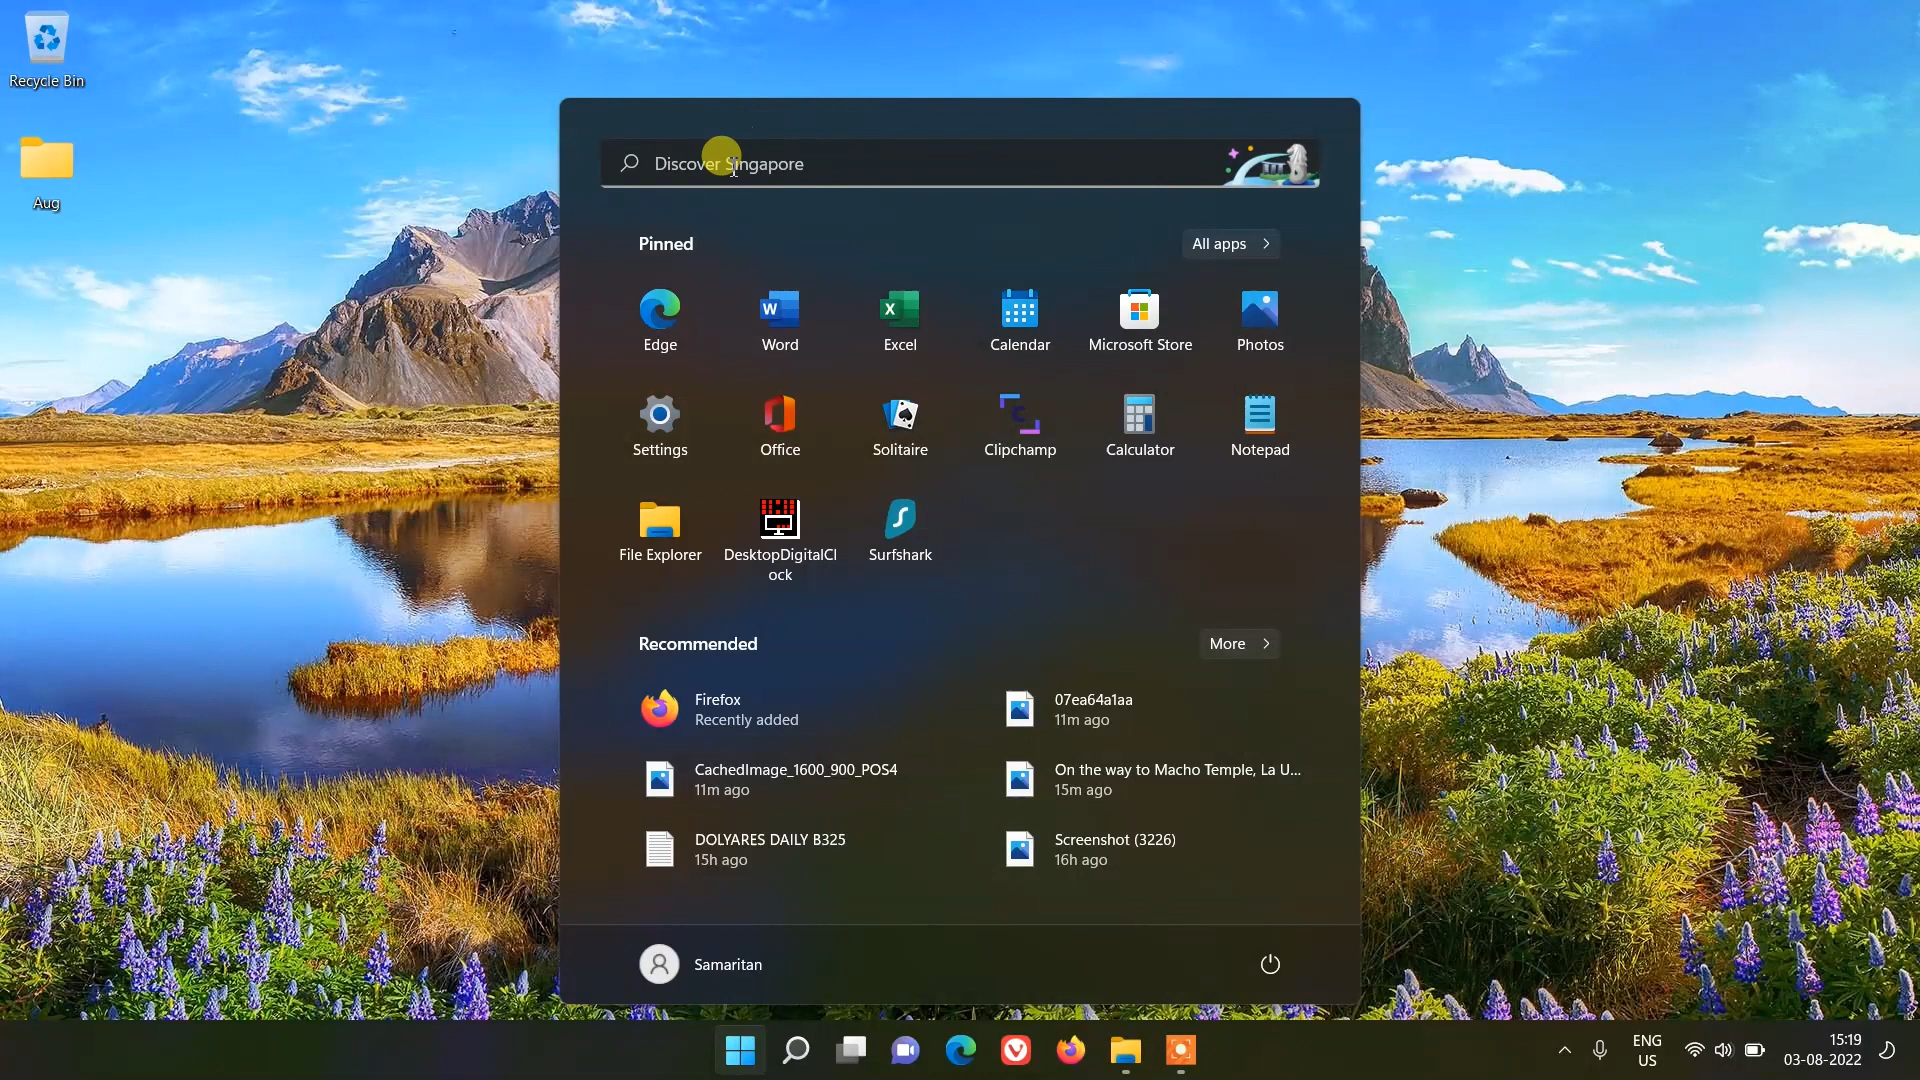 Recycle Bin
Aug
Discover Singapore
Pinned
All apps
Edge
Word
Excel
Calendar
Microsoft Store
Photos
Settings
Office
Solitaire
Clipchamp
Calculator
Notepad
File Explorer
DesktopDigitalCl
ock
Surfshark
Recommended
More
Firefox
Recently added
07ea64a1aa
11m ago
CachedImage_1600_900_POS4
11m ago
On the way to Macho Temple, La U...
15m ago
DOLYARES DAILY B325
15h ago
Screenshot (3226)
16h ago
Samaritan
ENG
US
15:19
03-08-2022